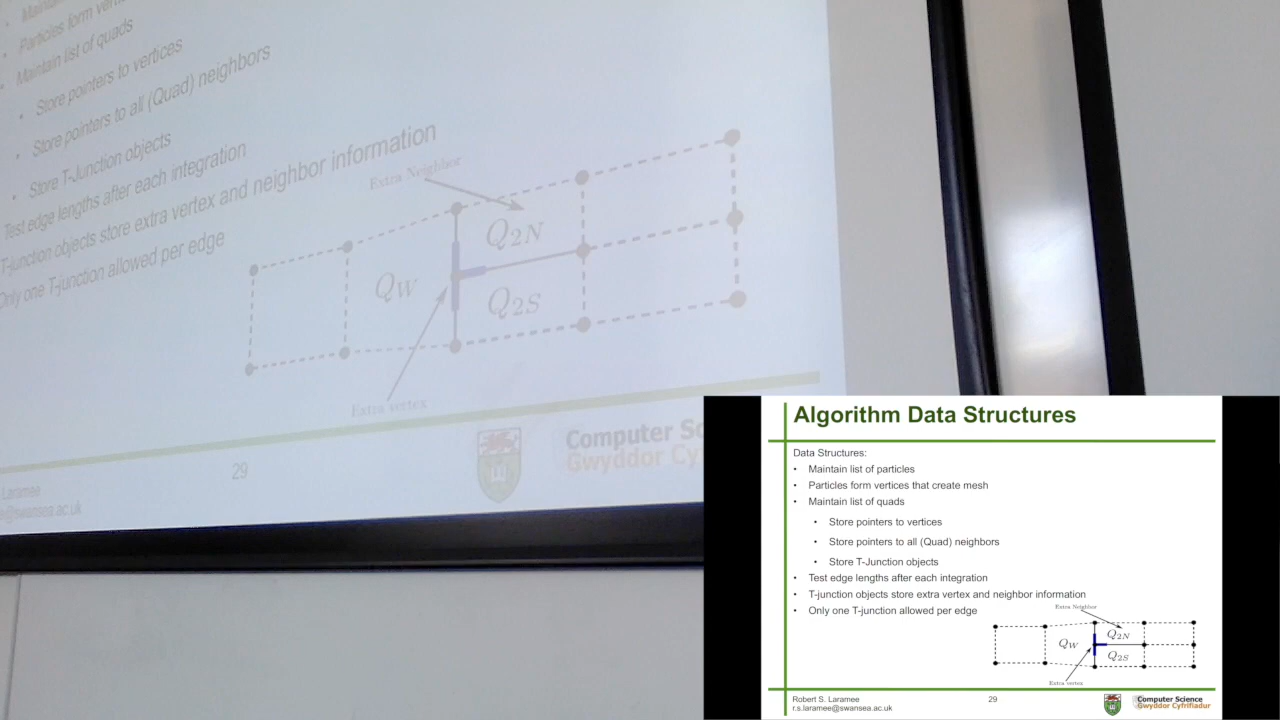 Particles form
Maintain list of quads
Store pointers to vertices
Store pointers to all (Quad) neighbors
Store T-Junction objects
Test edge lengths after each integration
T-junction objects store extra vertex and neighbor information
Only one T-junction allowed per edge
Extra Neighbor
Q2N
QW
Q2S
Extra vertex
29
Computer
Gwyddor
Laramee
@swansea.ac.uk
Algorithm Data Structures
Data Structures:
• Maintain list of particles
• Particles form vertices that create mesh
• Maintain list of quads
• Store pointers to vertices
• Store pointers to all (Quad) neighbors
• Store T-Junction objects
• Test edge lengths after each integration
• T-junction objects store extra vertex and neighbor information
• Only one T-junction allowed per edge
Extra Neighbor
Q2N
QW
Q2S
Extra vertex
Robert S. Laramee
r.s.laramee@swansea.ac.uk
29
Computer Science
Gwyddor Cyfrifiadur